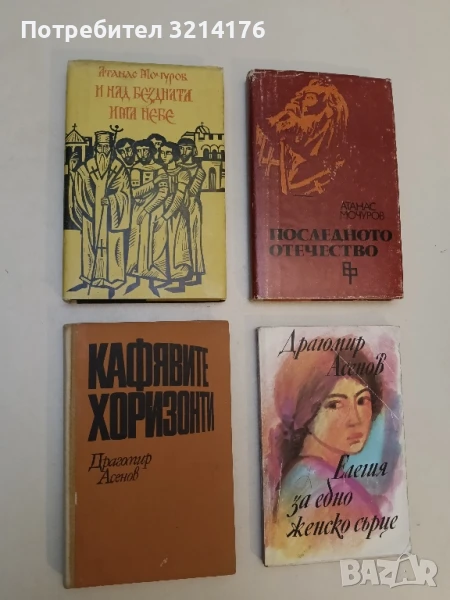 Потребител 3214176
Атанас Мочуров
И над бездната
има небе
АТАНАС
МОЧУРОВ
ПОСЛЕДНОТО
ОТЕЧЕСТВО
КАФЯВИТЕ
ХОРИЗОНТИ
Драгомир
Асенов
Драгомир
Асенов
Елегия
за едно
женско сърце
BAZAR